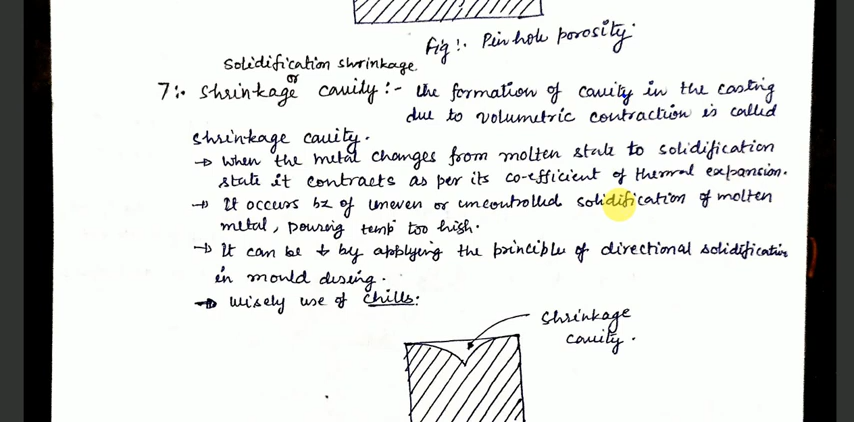 Fig :. Pin hole porosity.
Solidification shrinkage
or
7:. Shrinkage cavity :- the formation of cavity in the casting
due to volumetric contraction is called
shrinkage cavity.
→ When the metal changes from molten state to solidification
state it contracts as per its co-efficient of thermal expansion.
→ It occurs bz of uneven or uncontrolled solidification of molten
metal, pouring temp too high.
→ It can be ↓ by applying the principle of directional solidification
in mould
→ Wisely use of chills:
Shrinkage
cavity.